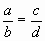 a/b = c/d